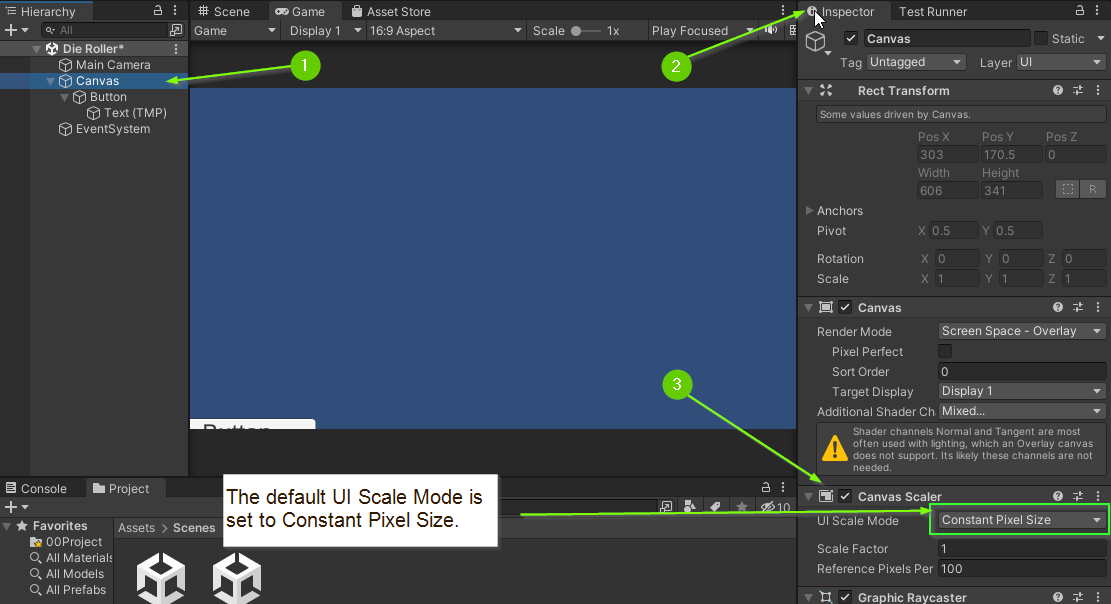 Hierarchy
All
Die Roller*
Main Camera
Canvas
Button
Text (TMP)
EventSystem
Scene
Game
Asset Store
Game
Display 1
16:9 Aspect
Scale
1x
Play Focused
1
2
3
Button
Console
Project
10
Favorites
00Project
All Materials
All Models
All Prefabs
Assets
Scenes
The default UI Scale Mode is
set to Constant Pixel Size.
Inspector
Test Runner
Canvas
Static
Tag Untagged
Layer UI
Rect Transform
Some values driven by Canvas.
Pos X Pos Y Pos Z
303 170.5 0
Width Height
606 341
R
Anchors
Pivot X 0.5 Y 0.5
Rotation X 0 Y 0 Z 0
Scale X 1 Y 1 Z 1
Canvas
Render Mode Screen Space - Overlay
Pixel Perfect
Sort Order 0
Target Display Display 1
Additional Shader Ch Mixed...
Shader channels Normal and Tangent are most
often used with lighting, which an Overlay canvas
does not support. Its likely these channels are not
needed.
Canvas Scaler
UI Scale Mode Constant Pixel Size
Scale Factor 1
Reference Pixels Per 100
Graphic Raycaster